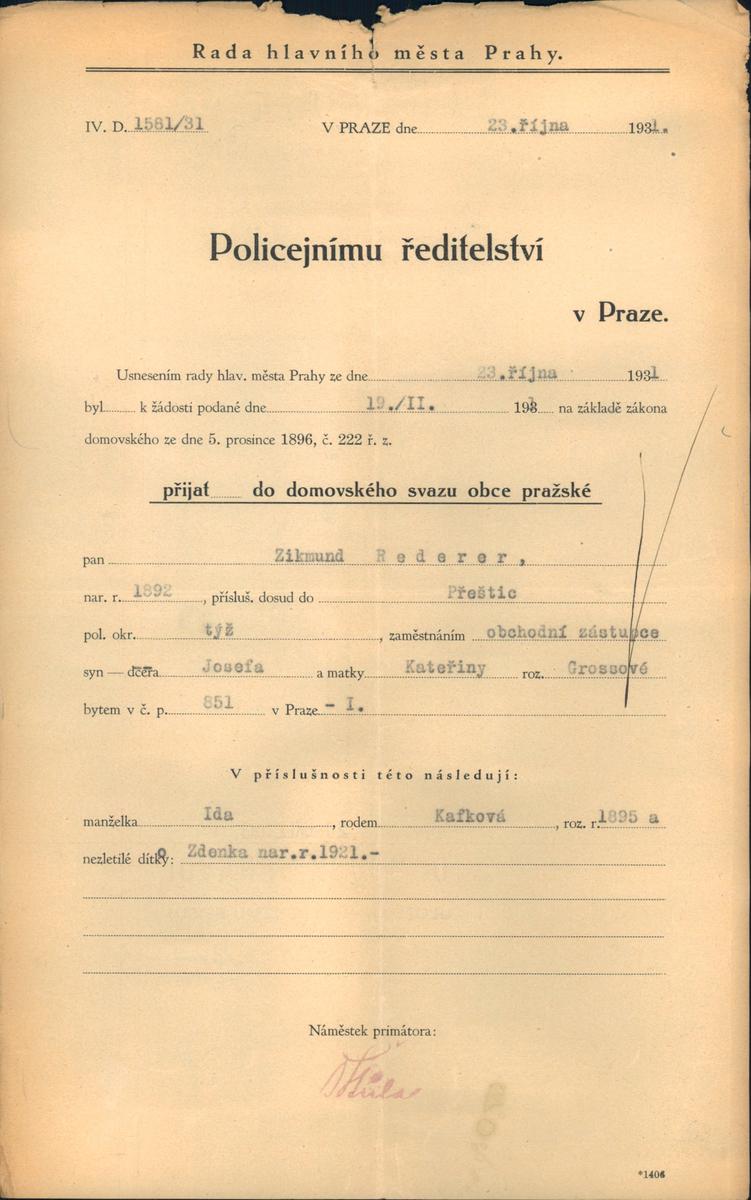 Rada hlavního města Prahy.
IV. D. 1581/31 V PRAZE dne 23.října 1931.
Policejnímu ředitelství
v Praze.
Usnesením rady hlav. města Prahy ze dne 23.října 1931
byl k žádosti podané dne 19./II. 1931 na základě zákona
domovského ze dne 5. prosince 1896, č. 222 ř. z.
přijat do domovského svazu obce pražské
pan Zikmund Rederer,
nar. r. 1892, přísluš. dosud do Přeštic
pol. okr. týž, zaměstnáním obchodní zástupce
syn — dcera Josefa a matky Kateřiny roz. Grossové
bytem v č. p. 851 v Praze - I.
V příslušnosti této následují:
manželka Ida, rodem Kafková, roz. r. 1895 a
nezletilé dítko: Zdenka nar.r.1921.-
Náměstek primátora:
*1406